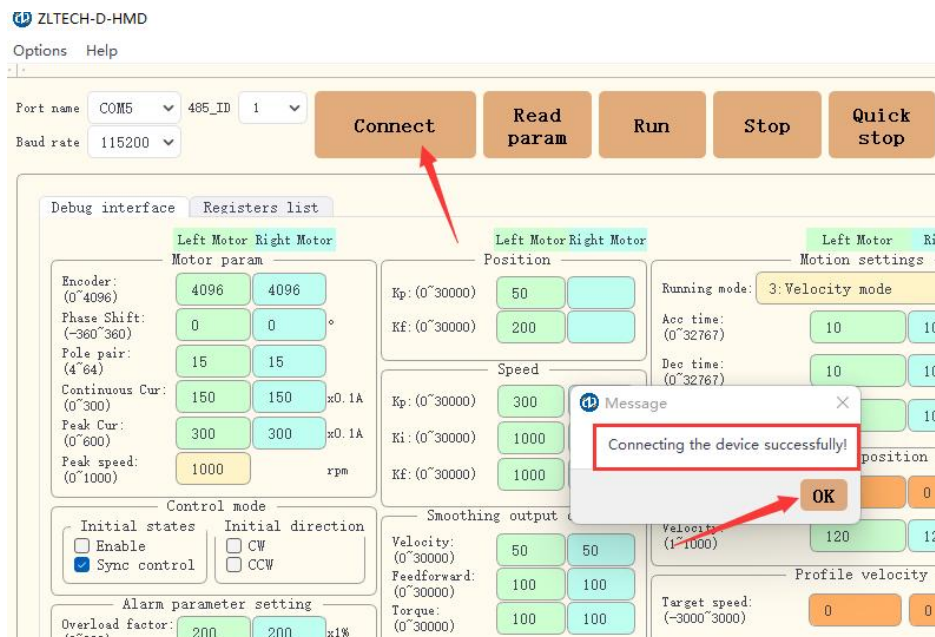 ZLTECH-D-HMD
Options Help
Port name COM5 485_ID 1
Baud rate 115200
Connect
Read param
Run
Stop
Quick stop
Debug interface Registers list
Left Motor Right Motor
Motor param
Encoder: (0~4096) 4096 4096
Phase Shift: (-360~360) 0 0 °
Pole pair: (4~64) 15 15
Continuous Cur: (0~300) 150 150 x0.1A
Peak Cur: (0~600) 300 300 x0.1A
Peak speed: (0~1000) 1000 rpm
Control mode
Initial states
Enable
Sync control
Initial direction
CW
CCW
Alarm parameter setting
Overload factor: 200 200 x1%
Left Motor Right Motor
Position
Kp:(0~30000) 50
Kf:(0~30000) 200
Speed
Kp:(0~30000) 300
Ki:(0~30000) 1000
Kf:(0~30000) 1000
Smoothing output
Velocity: (0~30000) 50 50
Feedforward: (0~30000) 100 100
Torque: (0~30000) 100 100
Left Motor
Motion settings
Running mode: 3:Velocity mode
Acc time: (0~32767) 10 10
Dec time: (0~32767) 10 10
10
Message
Connecting the device successfully!
OK
position
0
Velocity: (1~1000) 120 12
Profile velocity
Target speed: (-3000~3000) 0 0